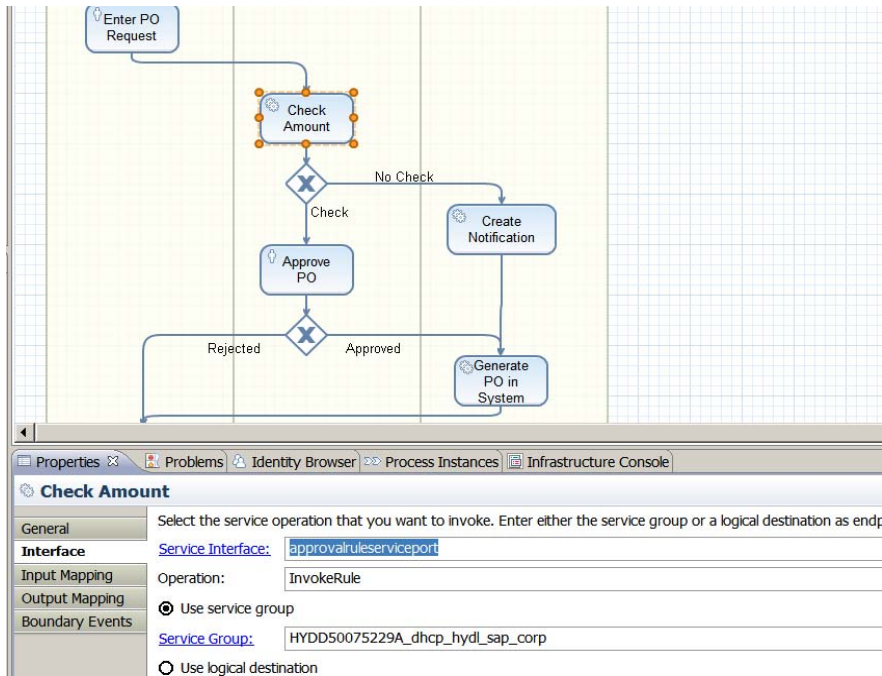 Enter PO
Request
Check
Amount
No Check
Check
Create
Notification
Approve
PO
Rejected
Approved
Generate
PO in
System
Properties
Problems
Identity Browser
Process Instances
Infrastructure Console
Check Amount
General
Interface
Input Mapping
Output Mapping
Boundary Events
Select the service operation that you want to invoke. Enter either the service group or a logical destination as endp
Service Interface: approvalruleserviceport
Operation: InvokeRule
Use service group
Service Group: HYDD50075229A_dhcp_hydl_sap_corp
Use logical destination